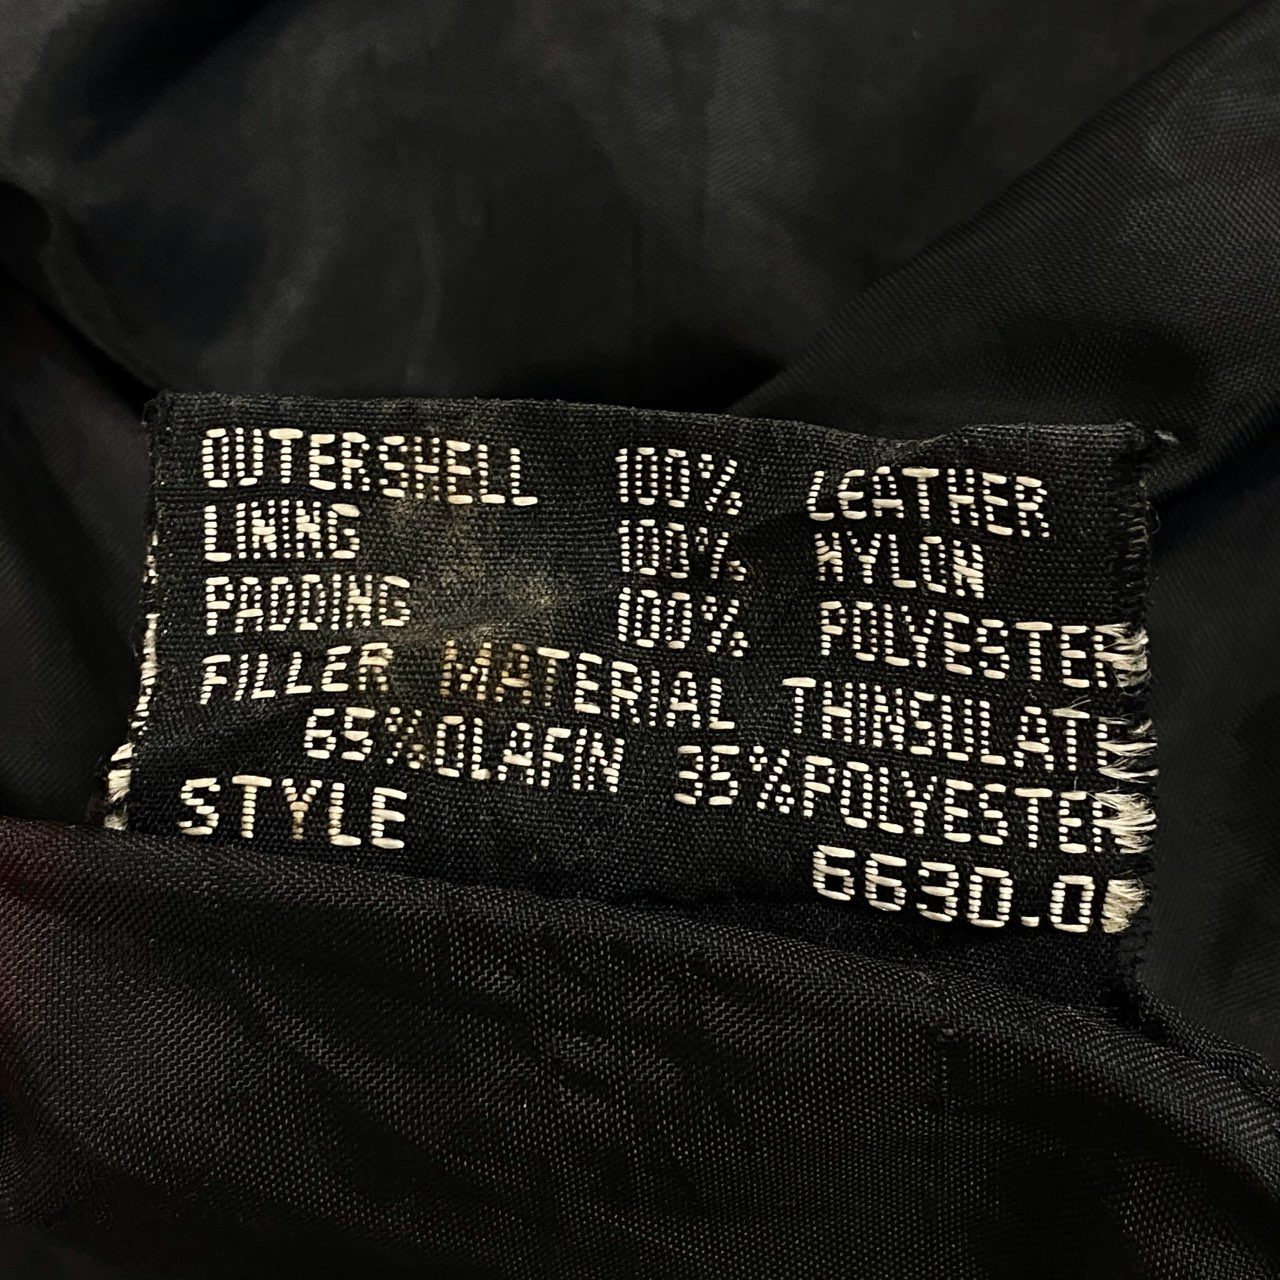 OUTERSHELL 100% LEATHER
LINING 100% NYLON
PADDING 100% POLYESTER
FILLER MATERIAL THINSULATE
65% OLAFIN 35% POLYESTER
STYLE 6630.0